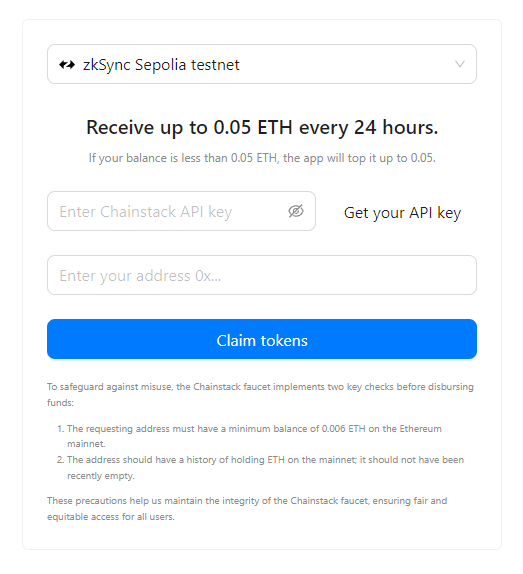 zkSync Sepolia testnet
Receive up to 0.05 ETH every 24 hours.
If your balance is less than 0.05 ETH, the app will top it up to 0.05.
Enter Chainstack API key
Get your API key
Enter your address 0x...
Claim tokens
To safeguard against misuse, the Chainstack faucet implements two key checks before disbursing
funds:
1. The requesting address must have a minimum balance of 0.006 ETH on the Ethereum
mainnet.
2. The address should have a history of holding ETH on the mainnet; it should not have been
recently empty.
These precautions help us maintain the integrity of the Chainstack faucet, ensuring fair and
equitable access for all users.